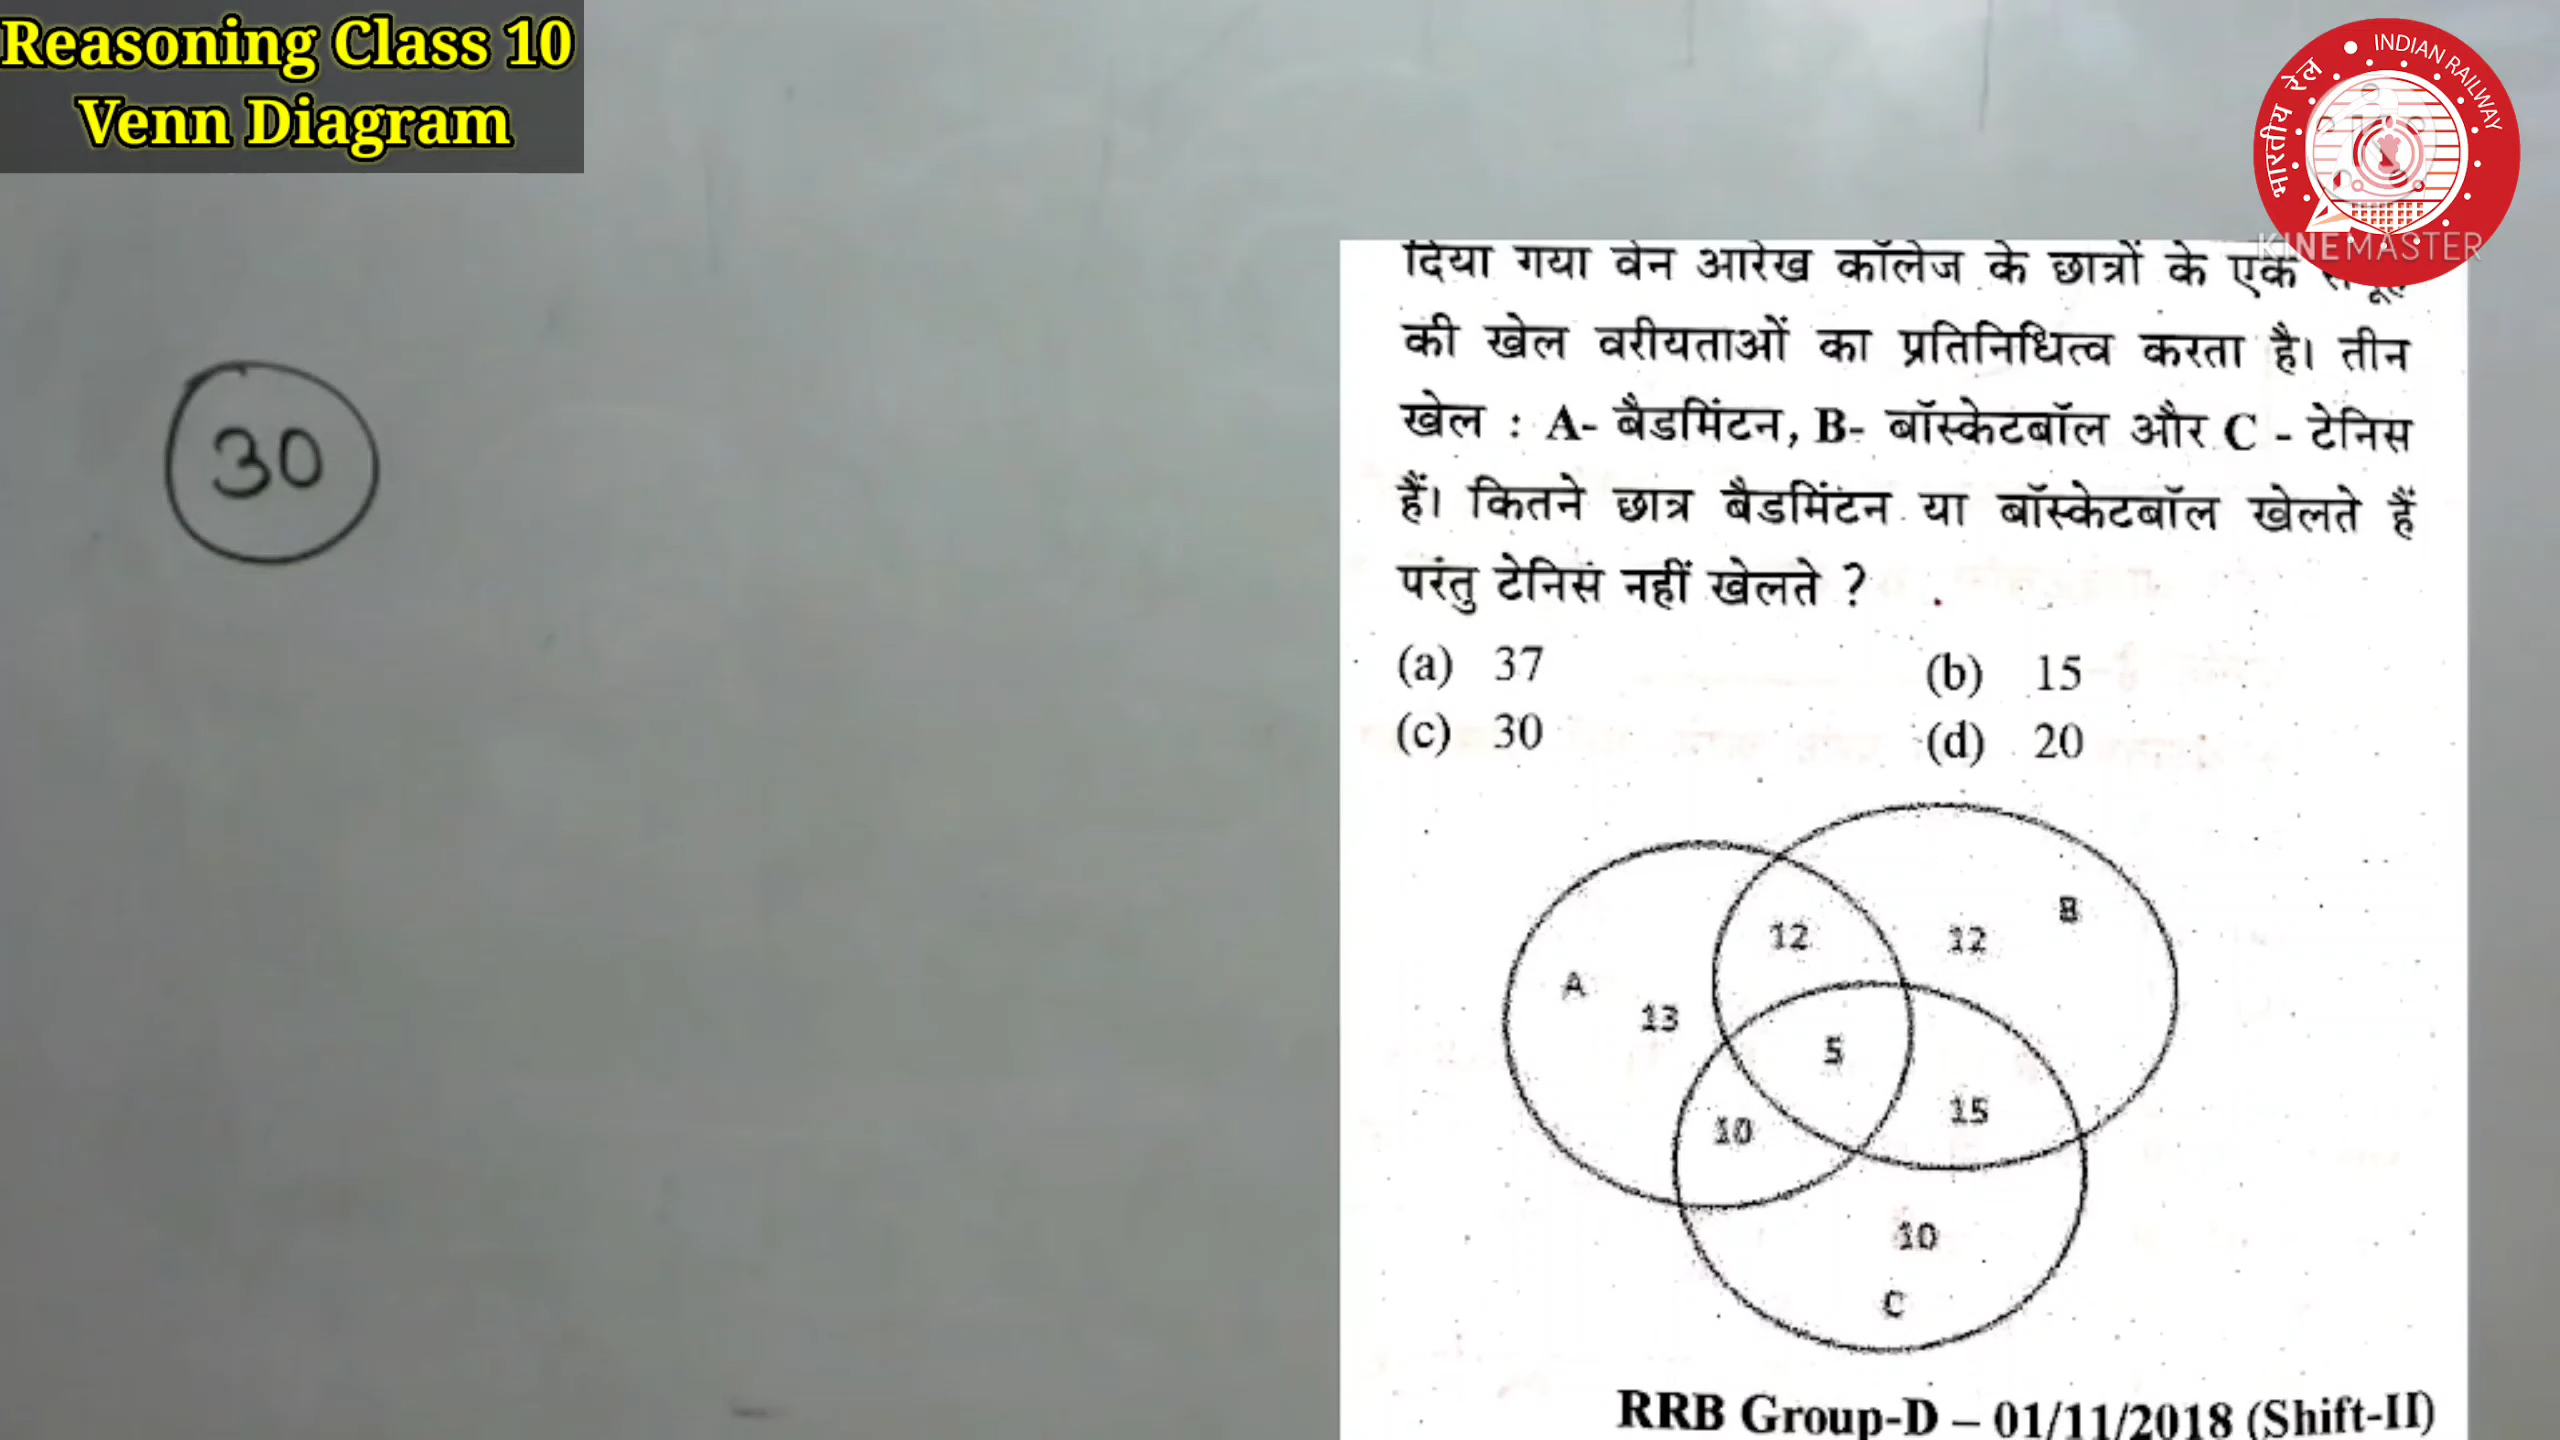 Reasoning Class 10
Venn Diagram
भारतीय रेल
INDIAN RAILWAY
KINEMASTER
30
दिया गया वेन आरेख कॉलेज के छात्रों के एक
की खेल वरीयताओं का प्रतिनिधित्व करता है। तीन
खेल : A- बैडमिंटन, B- बॉस्केटबॉल और C - टेनिस
हैं। कितने छात्र बैडमिंटन या बॉस्केटबॉल खेलते हैं
परंतु टेनिस नहीं खेलते ?
(a) 37 (b) 15
(c) 30 (d) 20
B
12 12
A
13
5
15
10
10
C
RRB Group-D – 01/11/2018 (Shift-II)